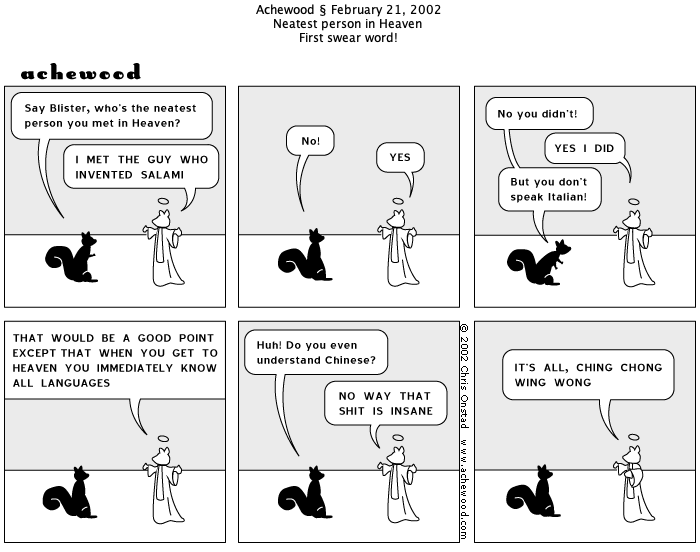 Achewood § February 21, 2002
Neatest person in Heaven
First swear word!
achewood
Say Blister, who's the neatest
person you met in Heaven?
I MET THE GUY WHO
INVENTED SALAMI
No!
YES
No you didn't!
YES I DID
But you don't
speak Italian!
THAT WOULD BE A GOOD POINT
EXCEPT THAT WHEN YOU GET TO
HEAVEN YOU IMMEDIATELY KNOW
ALL LANGUAGES
Huh! Do you even
understand Chinese?
NO WAY THAT
SHIT IS INSANE
© 2002 Chris Onstad www.achewood.com
IT'S ALL, CHING CHONG
WING WONG